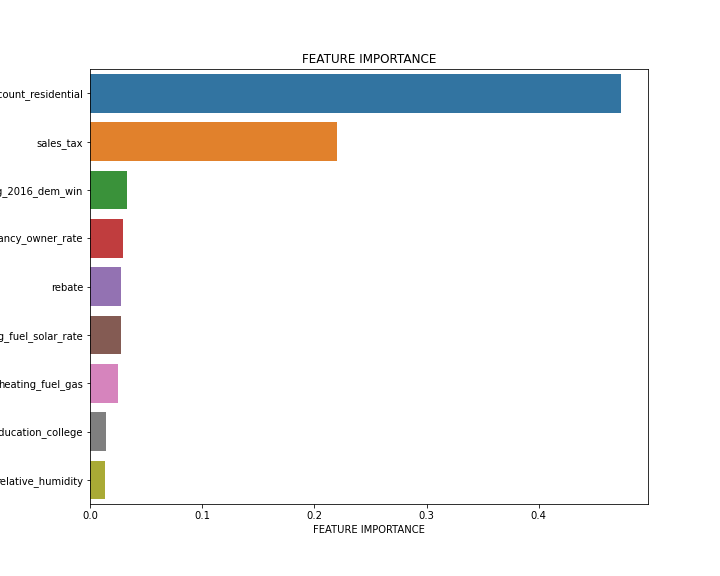 FEATURE IMPORTANCE
count_residential
sales_tax
g_2016_dem_win
ancy_owner_rate
rebate
g_fuel_solar_rate
heating_fuel_gas
ducation_college
relative_humidity
0.0 0.1 0.2 0.3 0.4
FEATURE IMPORTANCE